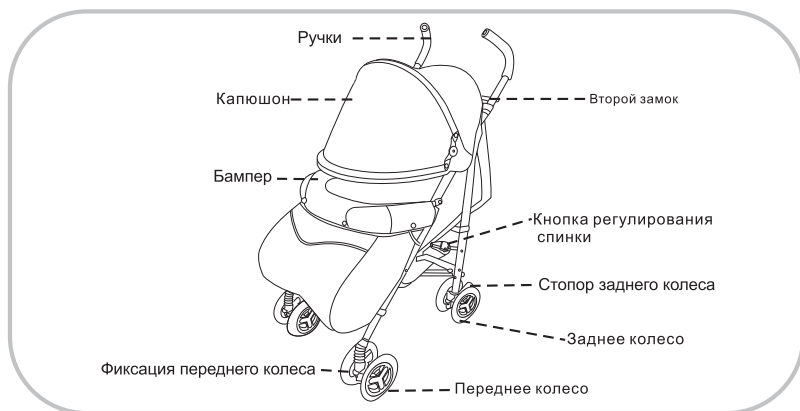 Ручки
Капюшон
Второй замок
Бампер
Кнопка регулирования
спинки
Стопор заднего колеса
Заднее колесо
Фиксация переднего колеса
Переднее колесо